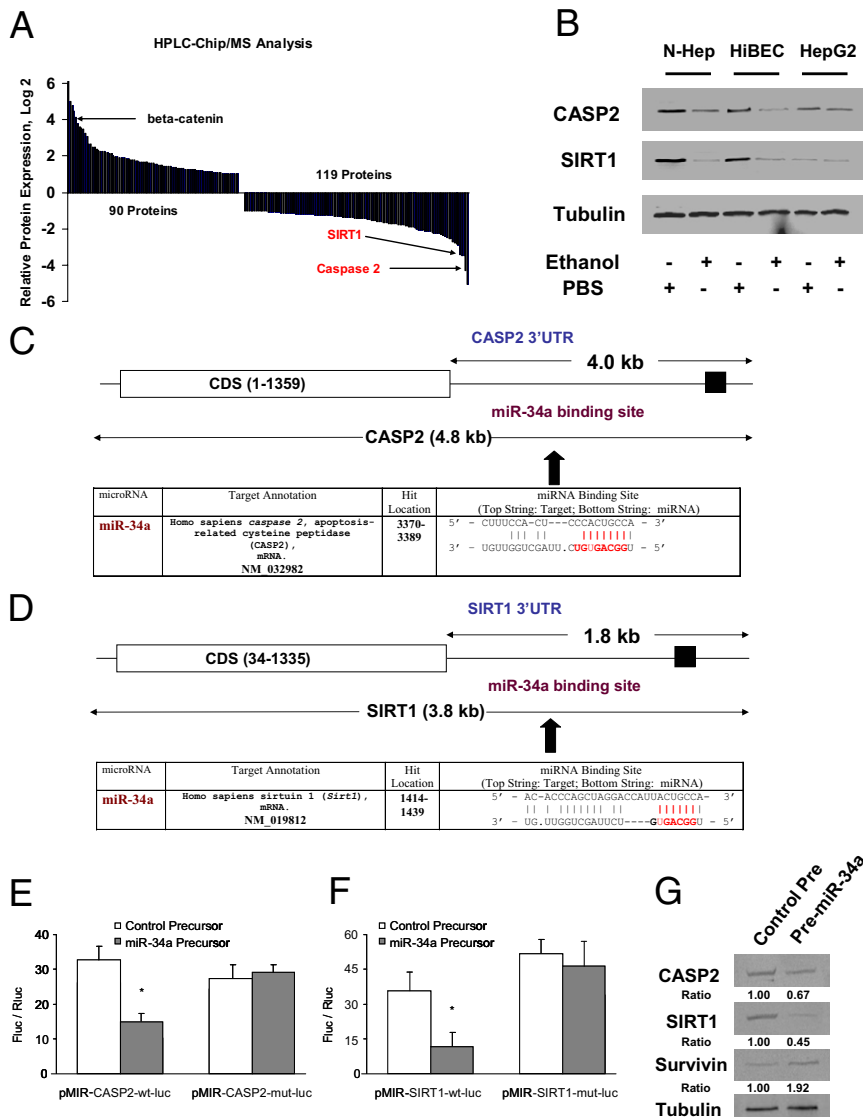 A
HPLC-Chip/MS Analysis
Relative Protein Expression, Log 2
6
4
2
0
-2
-4
-6
beta-catenin
119 Proteins
90 Proteins
SIRT1
Caspase 2
B
N-Hep HiBEC HepG2
CASP2
SIRT1
Tubulin
Ethanol - + - + - +
PBS + - + - + -
C
CASP2 3'UTR
4.0 kb
CDS (1-1359)
miR-34a binding site
CASP2 (4.8 kb)
microRNA Target Annotation Hit Location miRNA Binding Site (Top String: Target; Bottom String: miRNA)
miR-34a
Homo sapiens caspase 2, apoptosis-
related cysteine peptidase
(CASP2),
mRNA.
NM_032982
3370-
3389
5' - CUUUCCA-CU---CCCACUGCCA - 3'
3' - UGUUGGUCGAUU.CUGUGACGGU - 5'
D
SIRT1 3'UTR
1.8 kb
CDS (34-1335)
miR-34a binding site
SIRT1 (3.8 kb)
microRNA Target Annotation Hit Location miRNA Binding Site (Top String: Target; Bottom String: miRNA)
miR-34a
Homo sapiens sirtuin 1 (Sirt1),
mRNA.
NM_019812
1414-
1439
5' - AC-ACCCAGCUAGGACCAUUACUGCCA- 3'
3' - UG.UUGGUCGAUUCU----GUGACGGU - 5'
E
Control Precursor
miR-34a Precursor
Fluc / Rluc
40
30
20
10
0
*
pMIR-CASP2-wt-luc pMIR-CASP2-mut-luc
F
Control Precursor
miR-34a Precursor
Fluc / Rluc
60
45
30
15
0
*
pMIR-SIRT1-wt-luc pMIR-SIRT1-mut-luc
G
Control Pre
Pre-miR-34a
CASP2
Ratio 1.00 0.67
SIRT1
Ratio 1.00 0.45
Survivin
Ratio 1.00 1.92
Tubulin